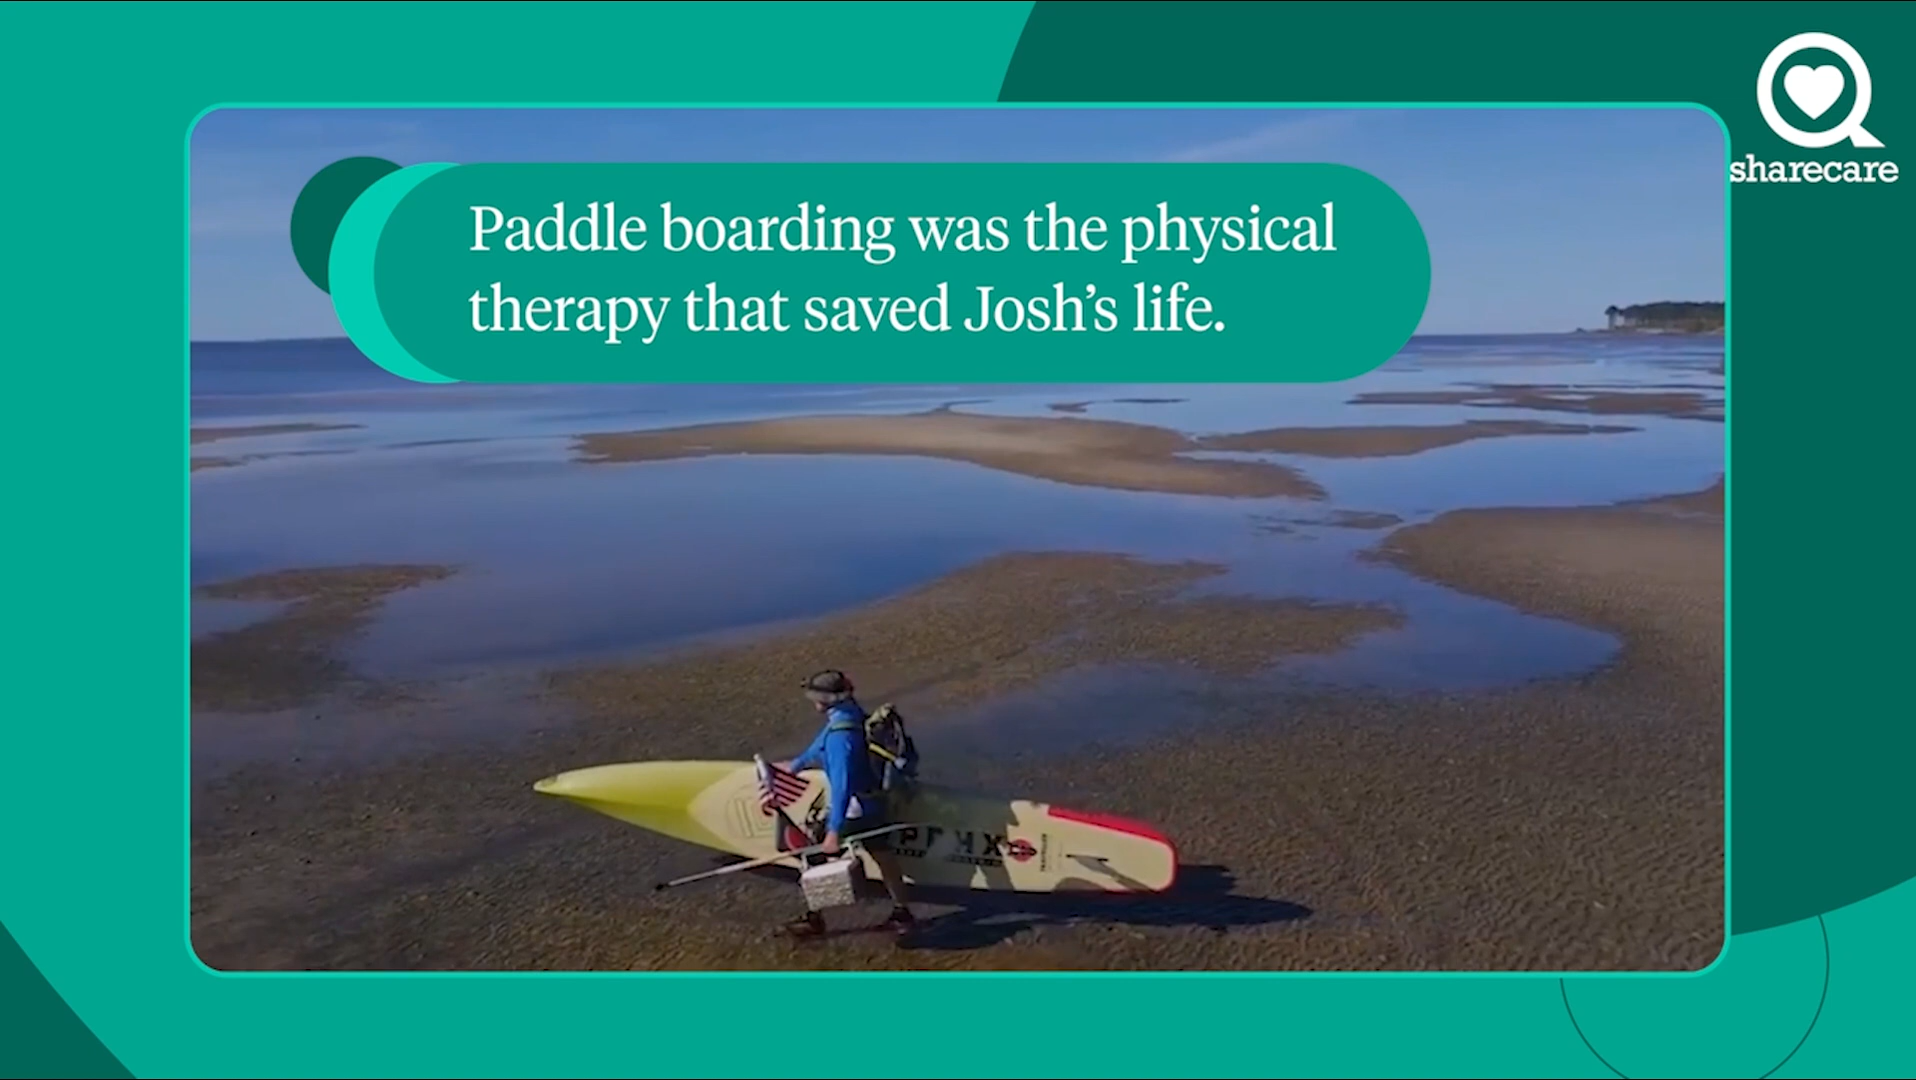 sharecare
Paddle boarding was the physical
therapy that saved Josh's life.